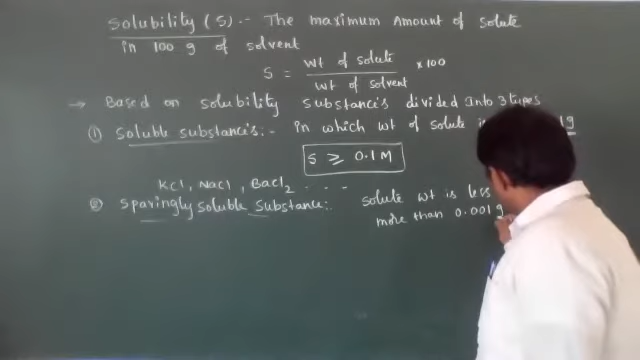 Solubility (S) :- The maximum Amount of solute
in 100 g of solvent
S = wt of solute / wt of solvent × 100
→ Based on solubility substance's divided into 3 types
① Soluble substance's :- in which wt of solute is 1g
S ≥ 0.1 M
KCl, NaCl, BaCl2 . . .
② Sparingly soluble substance:. solute wt is less
more than 0.001 g